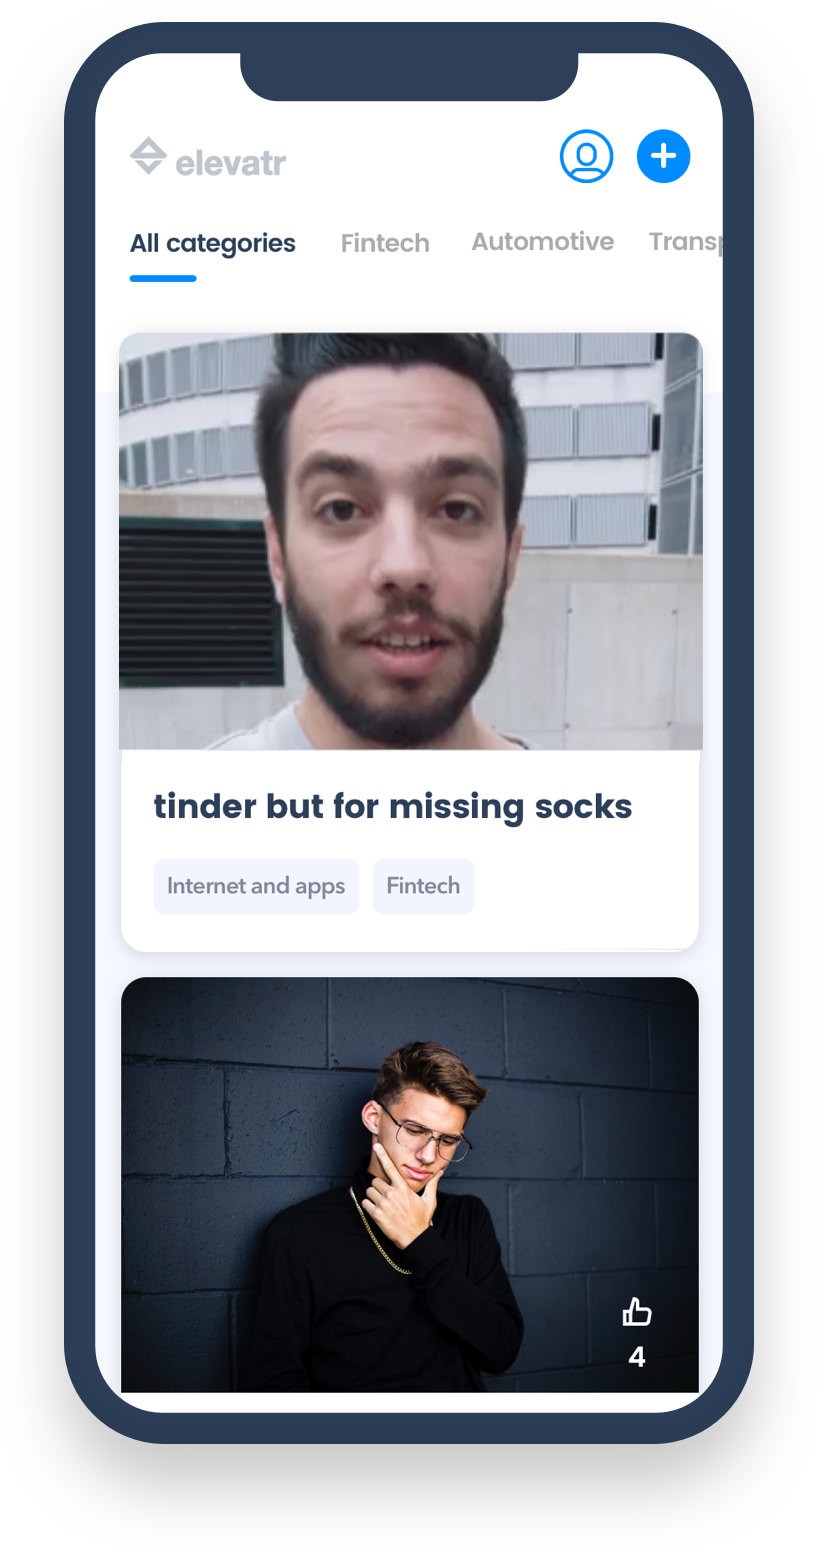 elevatr
All categories Fintech Automotive Transp
tinder but for missing socks
Internet and apps Fintech
4